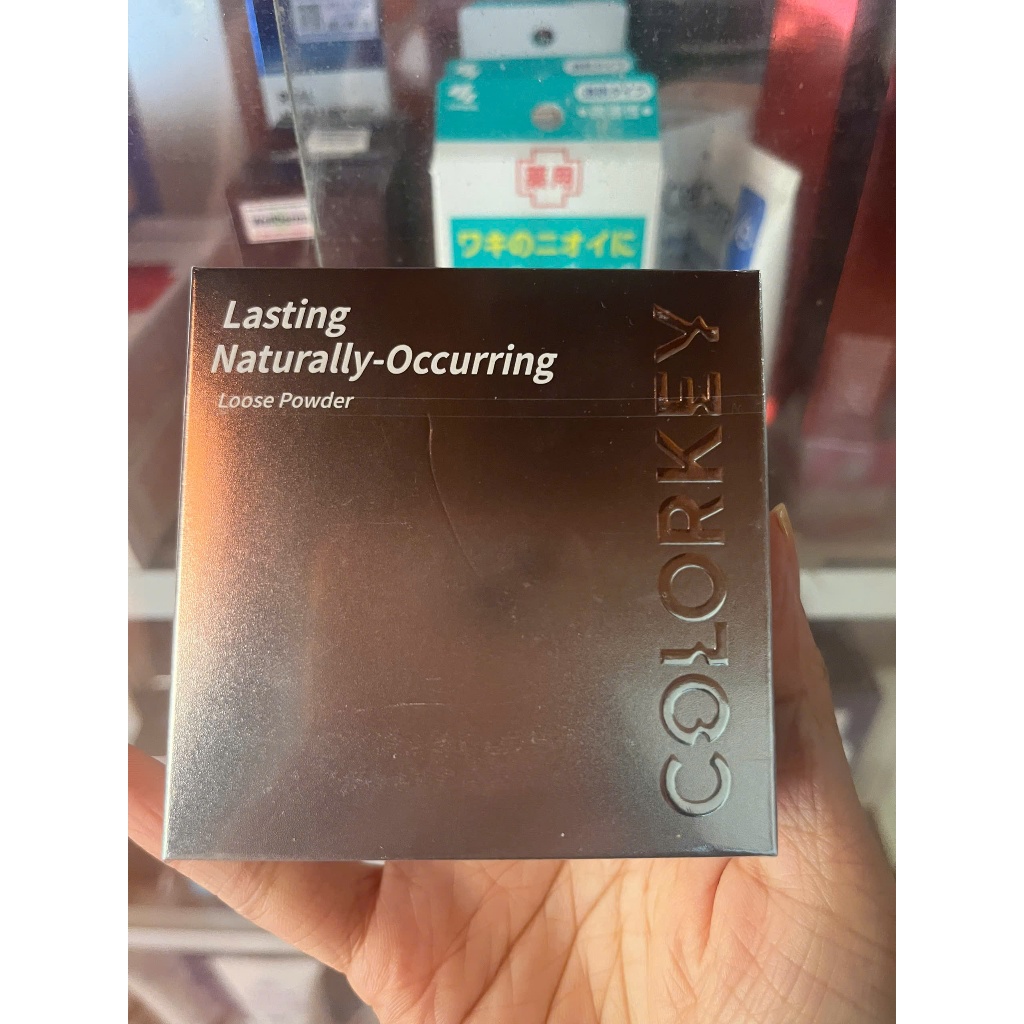 薬用
ワキのニオイに
Lasting
Naturally-Occurring
Loose Powder
COLORKEY